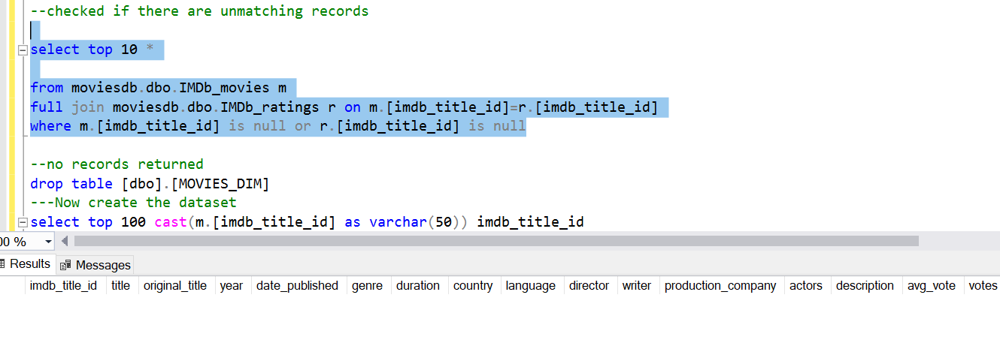 --checked if there are unmatching records
select top 10 *
from moviesdb.dbo.IMDb_movies m
full join moviesdb.dbo.IMDb_ratings r on m.[imdb_title_id]=r.[imdb_title_id]
where m.[imdb_title_id] is null or r.[imdb_title_id] is null
--no records returned
drop table [dbo].[MOVIES_DIM]
---Now create the dataset
select top 100 cast(m.[imdb_title_id] as varchar(50)) imdb_title_id
00 %
Results Messages
imdb_title_id title original_title year date_published genre duration country language director writer production_company actors description avg_vote votes